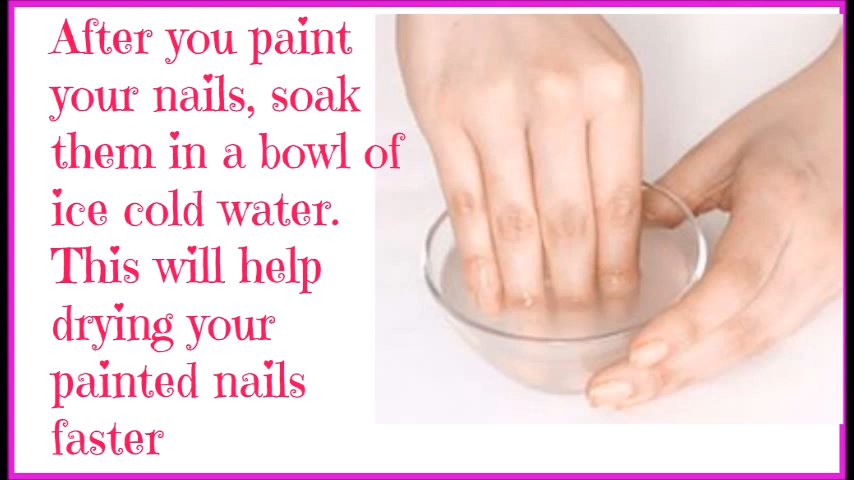 After you paint
your nails, soak
them in a bowl of
ice cold water.
This will help
drying your
painted nails
faster